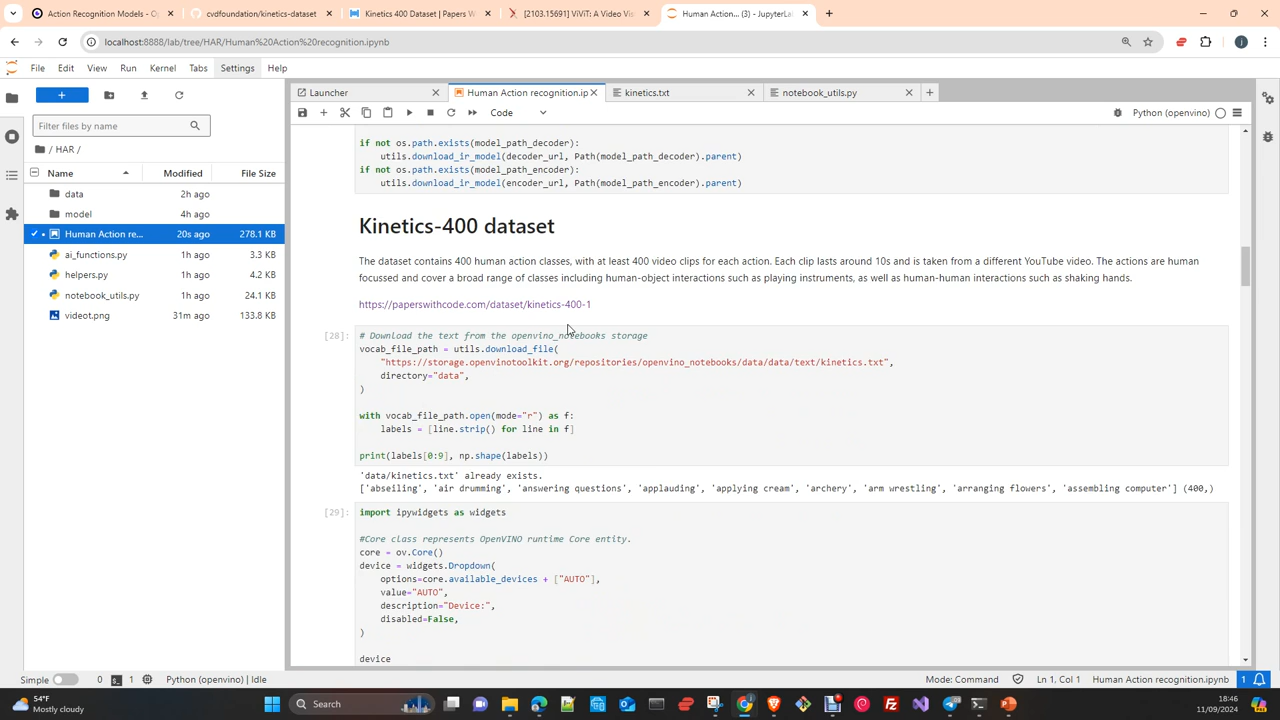 Action Recognition Models - O
cvdfoundation/kinetics-dataset
Kinetics 400 Dataset | Papers W
[2103.15691] ViViT: A Video Vis
Human Action... (3) - JupyterLab
localhost:8888/lab/tree/HAR/Human%20Action%20recognition.ipynb
File Edit View Run Kernel Tabs Settings Help
Launcher
Human Action recognition.ip
kinetics.txt
notebook_utils.py
Code
Python (openvino)
Filter files by name
/ HAR /
Name Modified File Size
data 2h ago
model 4h ago
Human Action re... 20s ago 278.1 KB
ai_functions.py 1h ago 3.3 KB
helpers.py 1h ago 4.2 KB
notebook_utils.py 1h ago 24.1 KB
videot.png 31m ago 133.8 KB
if not os.path.exists(model_path_decoder):
utils.download_ir_model(decoder_url, Path(model_path_decoder).parent)
if not os.path.exists(model_path_encoder):
utils.download_ir_model(encoder_url, Path(model_path_encoder).parent)
Kinetics-400 dataset
The dataset contains 400 human action classes, with at least 400 video clips for each action. Each clip lasts around 10s and is taken from a different YouTube video. The actions are human
focussed and cover a broad range of classes including human-object interactions such as playing instruments, as well as human-human interactions such as shaking hands.
https://paperswithcode.com/dataset/kinetics-400-1
[28]:
# Download the text from the openvino_notebooks storage
vocab_file_path = utils.download_file(
"https://storage.openvinotoolkit.org/repositories/openvino_notebooks/data/data/text/kinetics.txt",
directory="data",
)
with vocab_file_path.open(mode="r") as f:
labels = [line.strip() for line in f]
print(labels[0:9], np.shape(labels))
'data/kinetics.txt' already exists.
['abseiling', 'air drumming', 'answering questions', 'applauding', 'applying cream', 'archery', 'arm wrestling', 'arranging flowers', 'assembling computer'] (400,)
[29]:
import ipywidgets as widgets
#Core class represents OpenVINO runtime Core entity.
core = ov.Core()
device = widgets.Dropdown(
options=core.available_devices + ["AUTO"],
value="AUTO",
description="Device:",
disabled=False,
)
device
Simple 0 1 Python (openvino) | Idle
Mode: Command Ln 1, Col 1 Human Action recognition.ipynb 1
54°F
Mostly cloudy
Search
18:46
11/09/2024